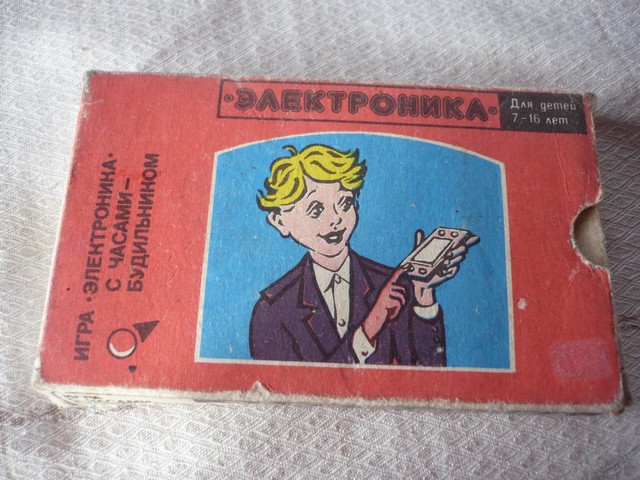 ·ЭЛЕКТРОНИКА·
Для детей
7-16 лет
ИГРА ·ЭЛЕКТРОНИКА·
С ЧАСАМИ-
БУДИЛЬНИКОМ